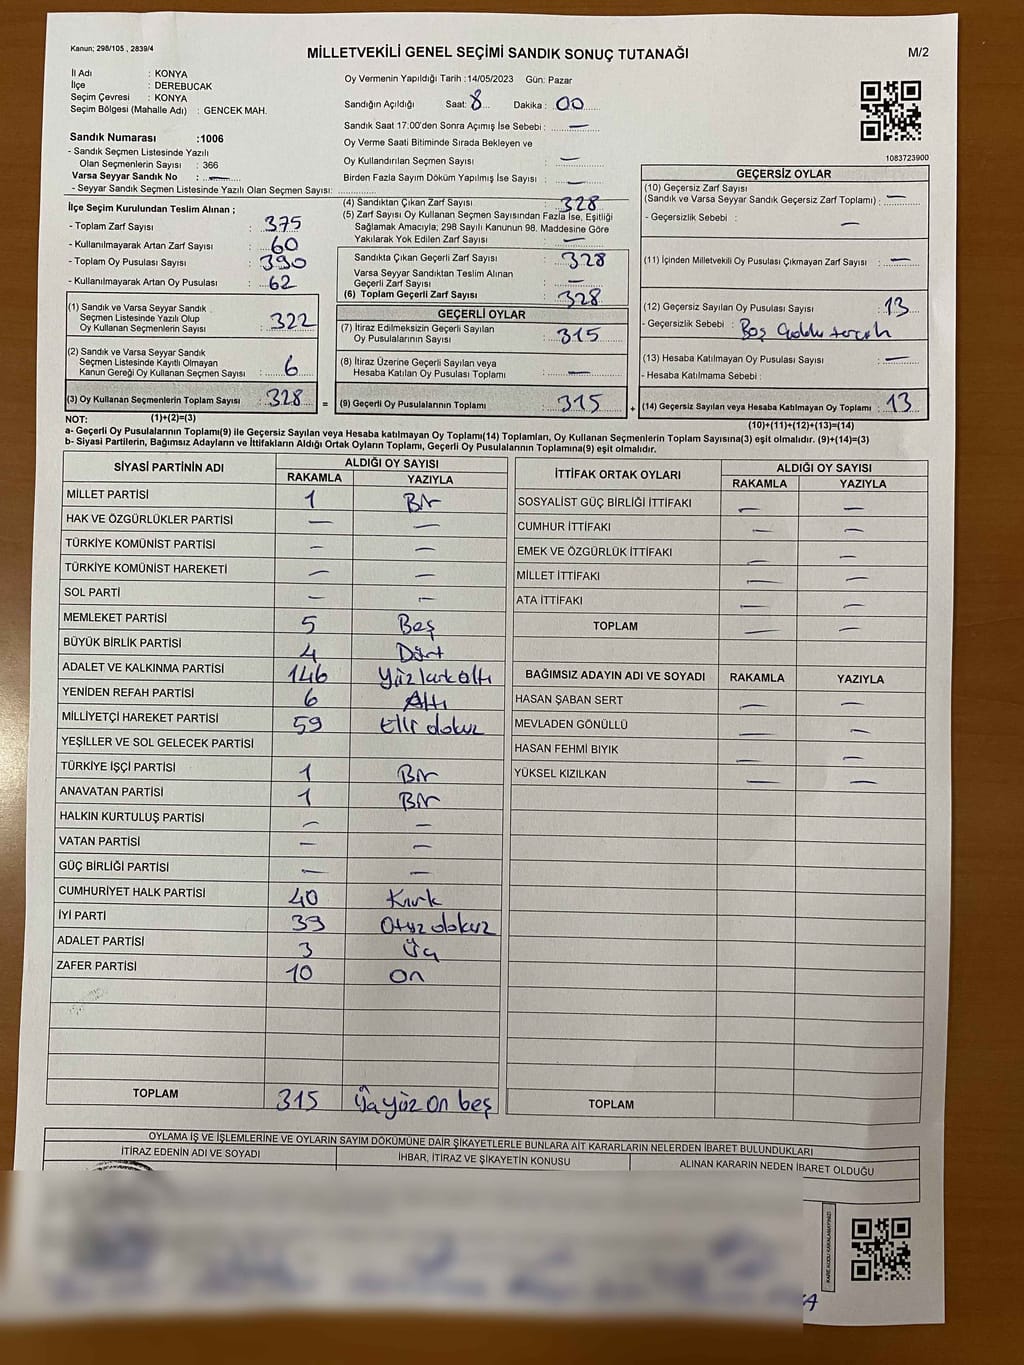 Kanun; 298/105 , 2839/4
MİLLETVEKİLİ GENEL SEÇİMİ SANDIK SONUÇ TUTANAĞI
M/2
İl Adı : KONYA
İlçe : DEREBUCAK
Seçim Çevresi : KONYA
Seçim Bölgesi (Mahalle Adı) : GENCEK MAH.
Sandık Numarası :1006
- Sandık Seçmen Listesinde Yazılı
Olan Seçmenlerin Sayısı : 366
Varsa Seyyar Sandık No : —
- Seyyar Sandık Seçmen Listesinde Yazılı Olan Seçmen Sayısı:
Oy Vermenin Yapıldığı Tarih :14/05/2023 Gün: Pazar
Sandığın Açıldığı Saat: 8 Dakika : 00
Sandık Saat 17:00'den Sonra Açımış İse Sebebi : —
Oy Verme Saati Bitiminde Sırada Bekleyen ve
Oy Kullandırılan Seçmen Sayısı : —
Birden Fazla Sayım Döküm Yapılmış İse Sayısı : —
1083723900
İlçe Seçim Kurulundan Teslim Alınan ;
- Toplam Zarf Sayısı : 375
- Kullanılmayarak Artan Zarf Sayısı : 60
- Toplam Oy Pusulası Sayısı : 390
- Kullanılmayarak Artan Oy Pusulası : 62
(1) Sandık ve Varsa Seyyar Sandık
Seçmen Listesinde Yazılı Olup
Oy Kullanan Seçmenlerin Sayısı : 322
(2) Sandık ve Varsa Seyyar Sandık
Seçmen Listesinde Kayıtlı Olmayan
Kanun Gereği Oy Kullanan Seçmen Sayısı : 6
(3) Oy Kullanan Seçmenlerin Toplam Sayısı : 328
(1)+(2)=(3)
(4) Sandıktan Çıkan Zarf Sayısı : 328
(5) Zarf Sayısı Oy Kullanan Seçmen Sayısından Fazla İse, Eşitliği
Sağlamak Amacıyla; 298 Sayılı Kanunun 98. Maddesine Göre
Yakılarak Yok Edilen Zarf Sayısı : —
Sandıkta Çıkan Geçerli Zarf Sayısı : 328
Varsa Seyyar Sandıktan Teslim Alınan
Geçerli Zarf Sayısı : —
(6) Toplam Geçerli Zarf Sayısı : 328
GEÇERLİ OYLAR
(7) İtiraz Edilmeksizin Geçerli Sayılan
Oy Pusulalarının Sayısı : 315
(8) İtiraz Üzerine Geçerli Sayılan veya
Hesaba Katılan Oy Pusulası Toplamı : —
= (9) Geçerli Oy Pusulalarının Toplamı : 315
GEÇERSİZ OYLAR
(10) Geçersiz Zarf Sayısı
(Sandık ve Varsa Seyyar Sandık Geçersiz Zarf Toplamı) : —
- Geçersizlik Sebebi : —
(11) İçinden Milletvekili Oy Pusulası Çıkmayan Zarf Sayısı : —
(12) Geçersiz Sayılan Oy Pusulası Sayısı : 13
- Geçersizlik Sebebi : Boş
(13) Hesaba Katılmayan Oy Pusulası Sayısı : —
- Hesaba Katılmama Sebebi :
+ (14) Geçersiz Sayılan veya Hesaba Katılmayan Oy Toplamı : 13
(10)+(11)+(12)+(13)=(14)
NOT:
a- Geçerli Oy Pusulalarının Toplamı(9) ile Geçersiz Sayılan veya Hesaba katılmayan Oy Toplamı(14) Toplamları, Oy Kullanan Seçmenlerin Toplam Sayısına(3) eşit olmalıdır. (9)+(14)=(3)
b- Siyasi Partilerin, Bağımsız Adayların ve İttifakların Aldığı Ortak Oyların Toplamı, Geçerli Oy Pusulalarının Toplamına(9) eşit olmalıdır.
SİYASİ PARTİNİN ADI ALDIĞI OY SAYISI
RAKAMLA YAZIYLA
MİLLET PARTİSİ 1 Bir
HAK VE ÖZGÜRLÜKLER PARTİSİ — —
TÜRKİYE KOMÜNİST PARTİSİ — —
TÜRKİYE KOMÜNİST HAREKETİ — —
SOL PARTİ — —
MEMLEKET PARTİSİ 5 Beş
BÜYÜK BİRLİK PARTİSİ 4 Dört
ADALET VE KALKINMA PARTİSİ 146 Yüzkırkaltı
YENİDEN REFAH PARTİSİ 6 Altı
MİLLİYETÇİ HAREKET PARTİSİ 59 Elli dokuz
YEŞİLLER VE SOL GELECEK PARTİSİ
TÜRKİYE İŞÇİ PARTİSİ 1 Bir
ANAVATAN PARTİSİ 1 Bir
HALKIN KURTULUŞ PARTİSİ — —
VATAN PARTİSİ — —
GÜÇ BİRLİĞİ PARTİSİ — —
CUMHURİYET HALK PARTİSİ 40 Kırk
İYİ PARTİ 39 Otuz dokuz
ADALET PARTİSİ 3 Üç
ZAFER PARTİSİ 10 on
TOPLAM 315 Üçyüz On beş
İTTİFAK ORTAK OYLARI ALDIĞI OY SAYISI
RAKAMLA YAZIYLA
SOSYALİST GÜÇ BİRLİĞİ İTTİFAKI — —
CUMHUR İTTİFAKI — —
EMEK VE ÖZGÜRLÜK İTTİFAKI — —
MİLLET İTTİFAKI — —
ATA İTTİFAKI — —
TOPLAM — —
BAĞIMSIZ ADAYIN ADI VE SOYADI RAKAMLA YAZIYLA
HASAN ŞABAN SERT — —
MEVLADEN GÖNÜLLÜ — —
HASAN FEHMİ BIYIK — —
YÜKSEL KIZILKAN — —
TOPLAM
OYLAMA İŞ VE İŞLEMLERİNE VE OYLARIN SAYIM DÖKÜMÜNE DAİR ŞİKAYETLERLE BUNLARA AİT KARARLARIN NELERDEN İBARET BULUNDUKLARI
İTİRAZ EDENİN ADI VE SOYADI İHBAR, İTİRAZ VE ŞİKAYETİN KONUSU ALINAN KARARIN NEDEN İBARET OLDUĞU